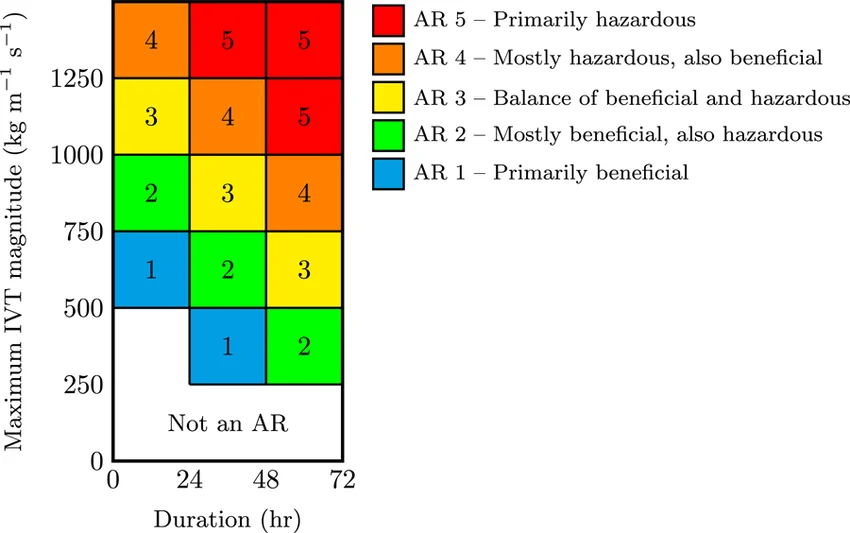 AR 5 – Primarily hazardous
AR 4 – Mostly hazardous, also beneficial
AR 3 – Balance of beneficial and hazardous
AR 2 – Mostly beneficial, also hazardous
AR 1 – Primarily beneficial
Maximum IVT magnitude (kg m⁻¹ s⁻¹)
4 5 5
1250
3 4 5
1000
2 3 4
750
1 2 3
500
1 2
250
Not an AR
0
0 24 48 72
Duration (hr)